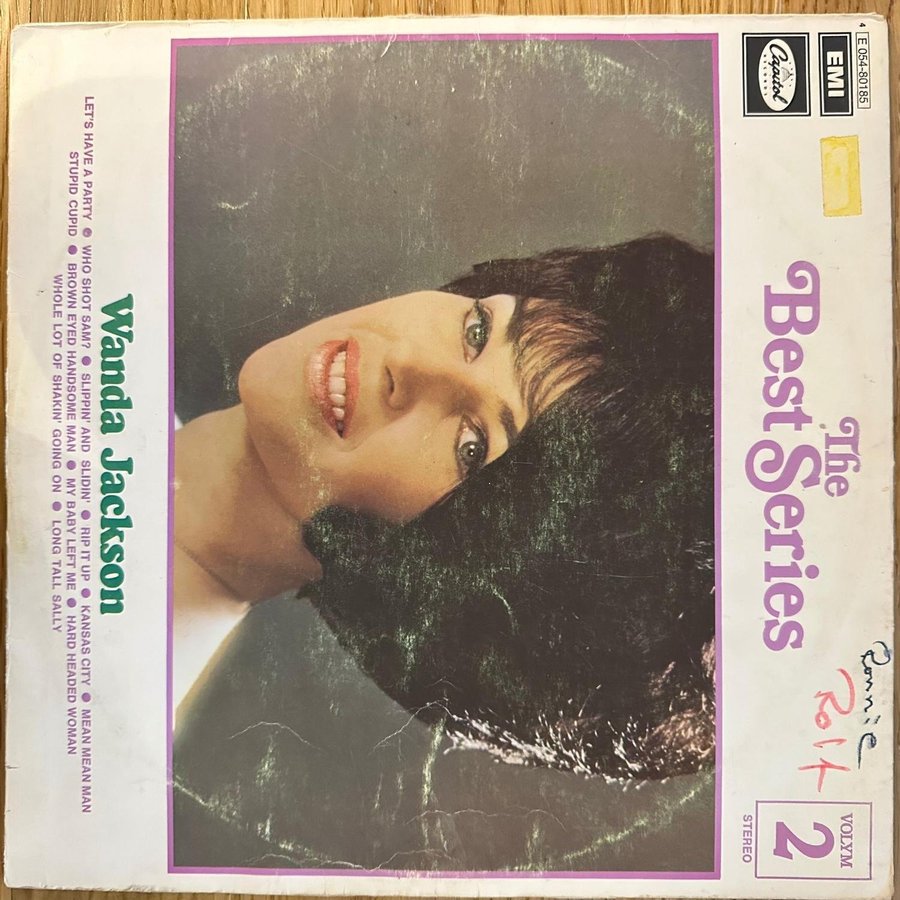 Capitol
RECORDS
EMI
4
E 054-80185
The
Best Series
Ronnie
Rolt
VOLYM
2
STEREO
Wanda Jackson
LET'S HAVE A PARTY ● WHO SHOT SAM? ● SLIPPIN' AND SLIDIN' ● RIP IT UP ● KANSAS CITY ● MEAN MEAN MAN
STUPID CUPID ● BROWN EYED HANDSOME MAN ● MY BABY LEFT ME ● HARD HEADED WOMAN
WHOLE LOT OF SHAKIN' GOING ON ● LONG TALL SALLY